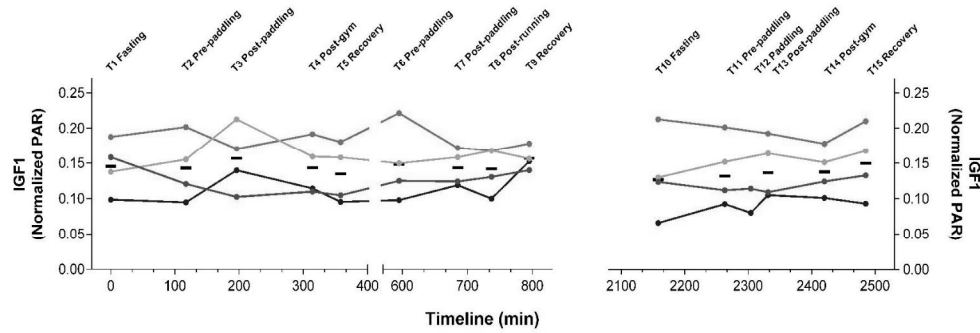 T1 Fasting
T2 Pre-paddling
T3 Post-paddling
T4 Post-gym
T5 Recovery
T6 Pre-paddling
T7 Post-paddling
T8 Post-running
T9 Recovery
T10 Fasting
T11 Pre-paddling
T12 Paddling
T13 Post-paddling
T14 Post-gym
T15 Recovery
IGF1
(Normalized PAR)
0.25
0.20
0.15
0.10
0.05
0.00
0.25
0.20
0.15
0.10
0.05
0.00
IGF1
(Normalized PAR)
0 100 200 300 400 600 700 800 900 2100 2200 2300 2400 2500
Timeline (min)